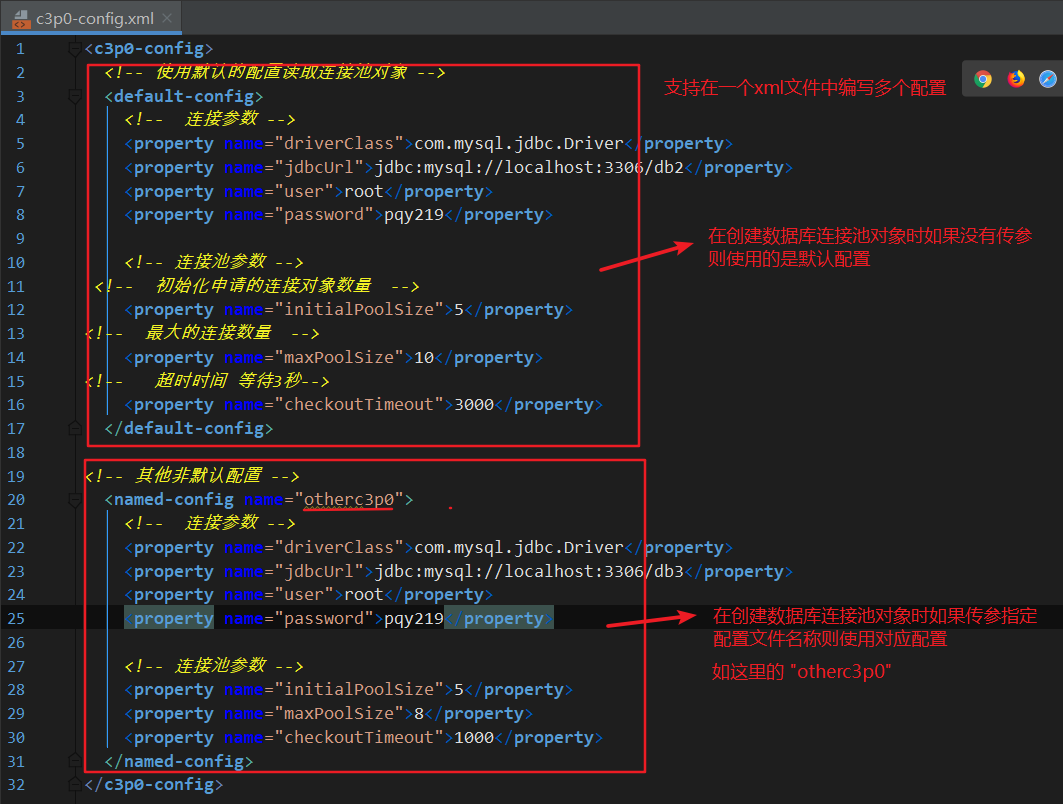 c3p0-config.xml
1 <c3p0-config>
2 <!-- 使用默认的配置读取连接池对象 -->
支持在一个xml文件中编写多个配置
3 <default-config>
4 <!-- 连接参数 -->
5 <property name="driverClass">com.mysql.jdbc.Driver</property>
6 <property name="jdbcUrl">jdbc:mysql://localhost:3306/db2</property>
7 <property name="user">root</property>
8 <property name="password">pqy219</property>
9
在创建数据库连接池对象时如果没有传参
则使用的是默认配置
10 <!-- 连接池参数 -->
11 <!-- 初始化申请的连接对象数量 -->
12 <property name="initialPoolSize">5</property>
13 <!-- 最大的连接数量 -->
14 <property name="maxPoolSize">10</property>
15 <!-- 超时时间 等待3秒-->
16 <property name="checkoutTimeout">3000</property>
17 </default-config>
18
19 <!-- 其他非默认配置 -->
20 <named-config name="otherc3p0">
21 <!-- 连接参数 -->
22 <property name="driverClass">com.mysql.jdbc.Driver</property>
23 <property name="jdbcUrl">jdbc:mysql://localhost:3306/db3</property>
24 <property name="user">root</property>
25 <property name="password">pqy219</property>
在创建数据库连接池对象时如果传参指定
配置文件名称则使用对应配置
如这里的 "otherc3p0"
26
27 <!-- 连接池参数 -->
28 <property name="initialPoolSize">5</property>
29 <property name="maxPoolSize">8</property>
30 <property name="checkoutTimeout">1000</property>
31 </named-config>
32 </c3p0-config>